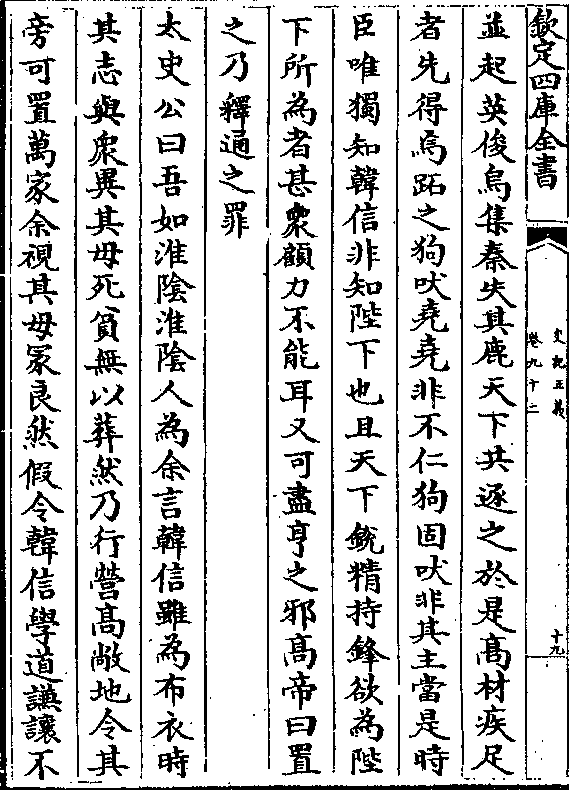 欽定四庫全書
史記正義
卷九十二
十九
並起英俊烏集秦失其鹿天下共逐之於是髙材疾足
者先得焉跖之狗吠堯堯非不仁狗固吠非其主當是時
臣唯獨知韓信非知陛下也且天下鋭精持鋒欲為陛
下所為者甚衆顧力不能耳又可盡亨之邪髙帝曰置
之乃釋通之罪
太史公曰吾如淮隂淮隂人為余言韓信雖為布衣時
其志與衆異其母死貧無以葬然乃行營髙敞地令其
旁可置萬家余視其母冢良然假令韓信學道謙讓不